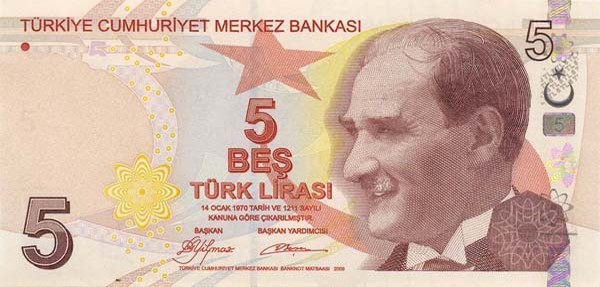 TÜRKİYE CUMHURİYET MERKEZ BANKASI
5
5
BEŞ
TÜRK LİRASI
14 OCAK 1970 TARİH VE 1211 SAYILI
KANUNA GÖRE ÇIKARILMIŞTIR.
BAŞKAN BAŞKAN YARDIMCISI
5
5
TÜRKİYE CUMHURİYET MERKEZ BANKASI BANKNOT MATBAASI 2009